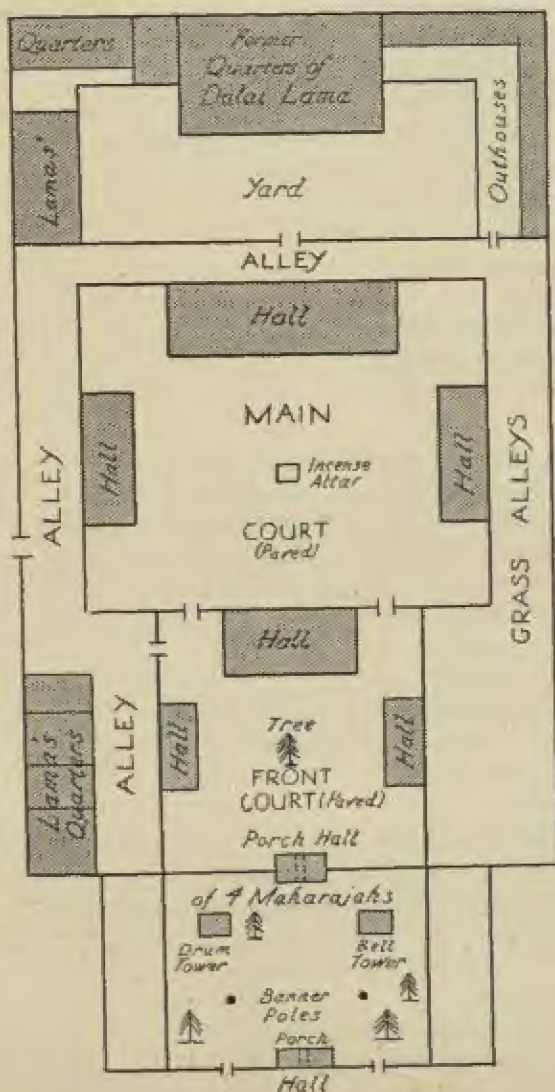 Quarters
Former
Quarters of
Dalai Lama
Lamas'
Yard
Outhouses
ALLEY
Hall
MAIN
Hall
Incense
Altar
Hall
ALLEY
COURT
(Paved)
GRASS ALLEYS
Hall
Lamas'
Quarters
ALLEY
Hall
Tree
Hall
FRONT
COURT (Paved)
Porch Hall
of 4 Maharajahs
Drum
Tower
Bell
Tower
Banner
Poles
Porch
Hall